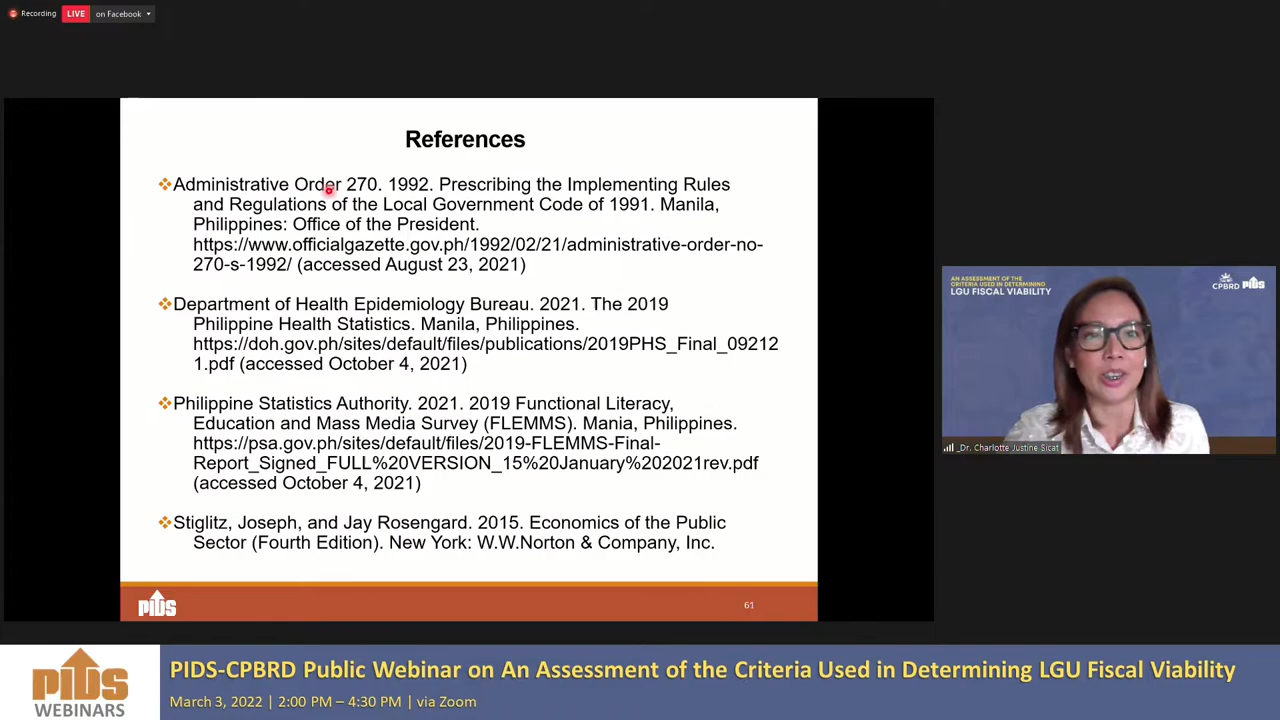 Recording
LIVE
on Facebook
References
❖Administrative Order 270. 1992. Prescribing the Implementing Rules
and Regulations of the Local Government Code of 1991. Manila,
Philippines: Office of the President.
https://www.officialgazette.gov.ph/1992/02/21/administrative-order-no-
270-s-1992/ (accessed August 23, 2021)
❖Department of Health Epidemiology Bureau. 2021. The 2019
Philippine Health Statistics. Manila, Philippines.
https://doh.gov.ph/sites/default/files/publications/2019PHS_Final_09212
1.pdf (accessed October 4, 2021)
❖Philippine Statistics Authority. 2021. 2019 Functional Literacy,
Education and Mass Media Survey (FLEMMS). Mania, Philippines.
https://psa.gov.ph/sites/default/files/2019-FLEMMS-Final-
Report_Signed_FULL%20VERSION_15%20January%202021rev.pdf
(accessed October 4, 2021)
❖Stiglitz, Joseph, and Jay Rosengard. 2015. Economics of the Public
Sector (Fourth Edition). New York: W.W.Norton & Company, Inc.
PIDS
61
AN ASSESSMENT OF THE
CRITERIA USED IN DETERMINING
LGU FISCAL VIABILITY
CPBRD PIDS
_Dr. Charlotte Justine Sicat
PIDS
WEBINARS
PIDS-CPBRD Public Webinar on An Assessment of the Criteria Used in Determining LGU Fiscal Viability
March 3, 2022 | 2:00 PM – 4:30 PM | via Zoom